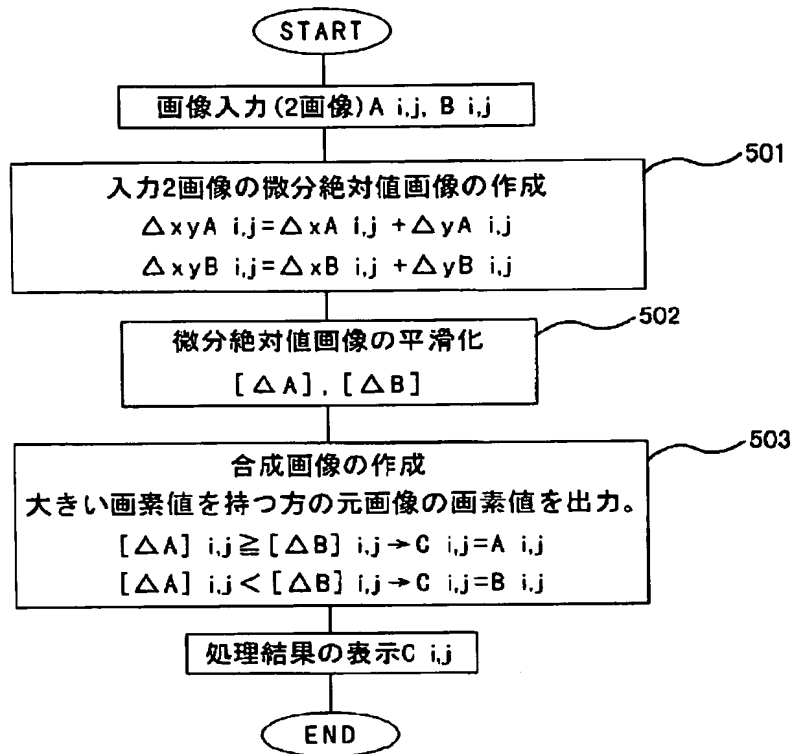 START
画像入力(2画像)A i,j, B i,j
501
入力2画像の微分絶対値画像の作成
△xyA i,j=△xA i,j +△yA i,j
△xyB i,j=△xB i,j +△yB i,j
502
微分絶対値画像の平滑化
[△A],[△B]
503
合成画像の作成
大きい画素値を持つ方の元画像の画素値を出力。
[△A] i,j≧[△B] i,j→C i,j=A i,j
[△A] i,j<[△B] i,j→C i,j=B i,j
処理結果の表示C i,j
END